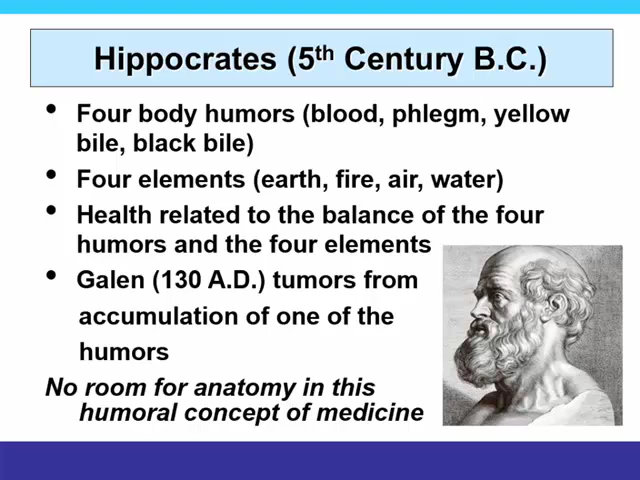 Hippocrates (5th Century B.C.)
• Four body humors (blood, phlegm, yellow
bile, black bile)
• Four elements (earth, fire, air, water)
• Health related to the balance of the four
humors and the four elements
• Galen (130 A.D.) tumors from
accumulation of one of the
humors
No room for anatomy in this
humoral concept of medicine